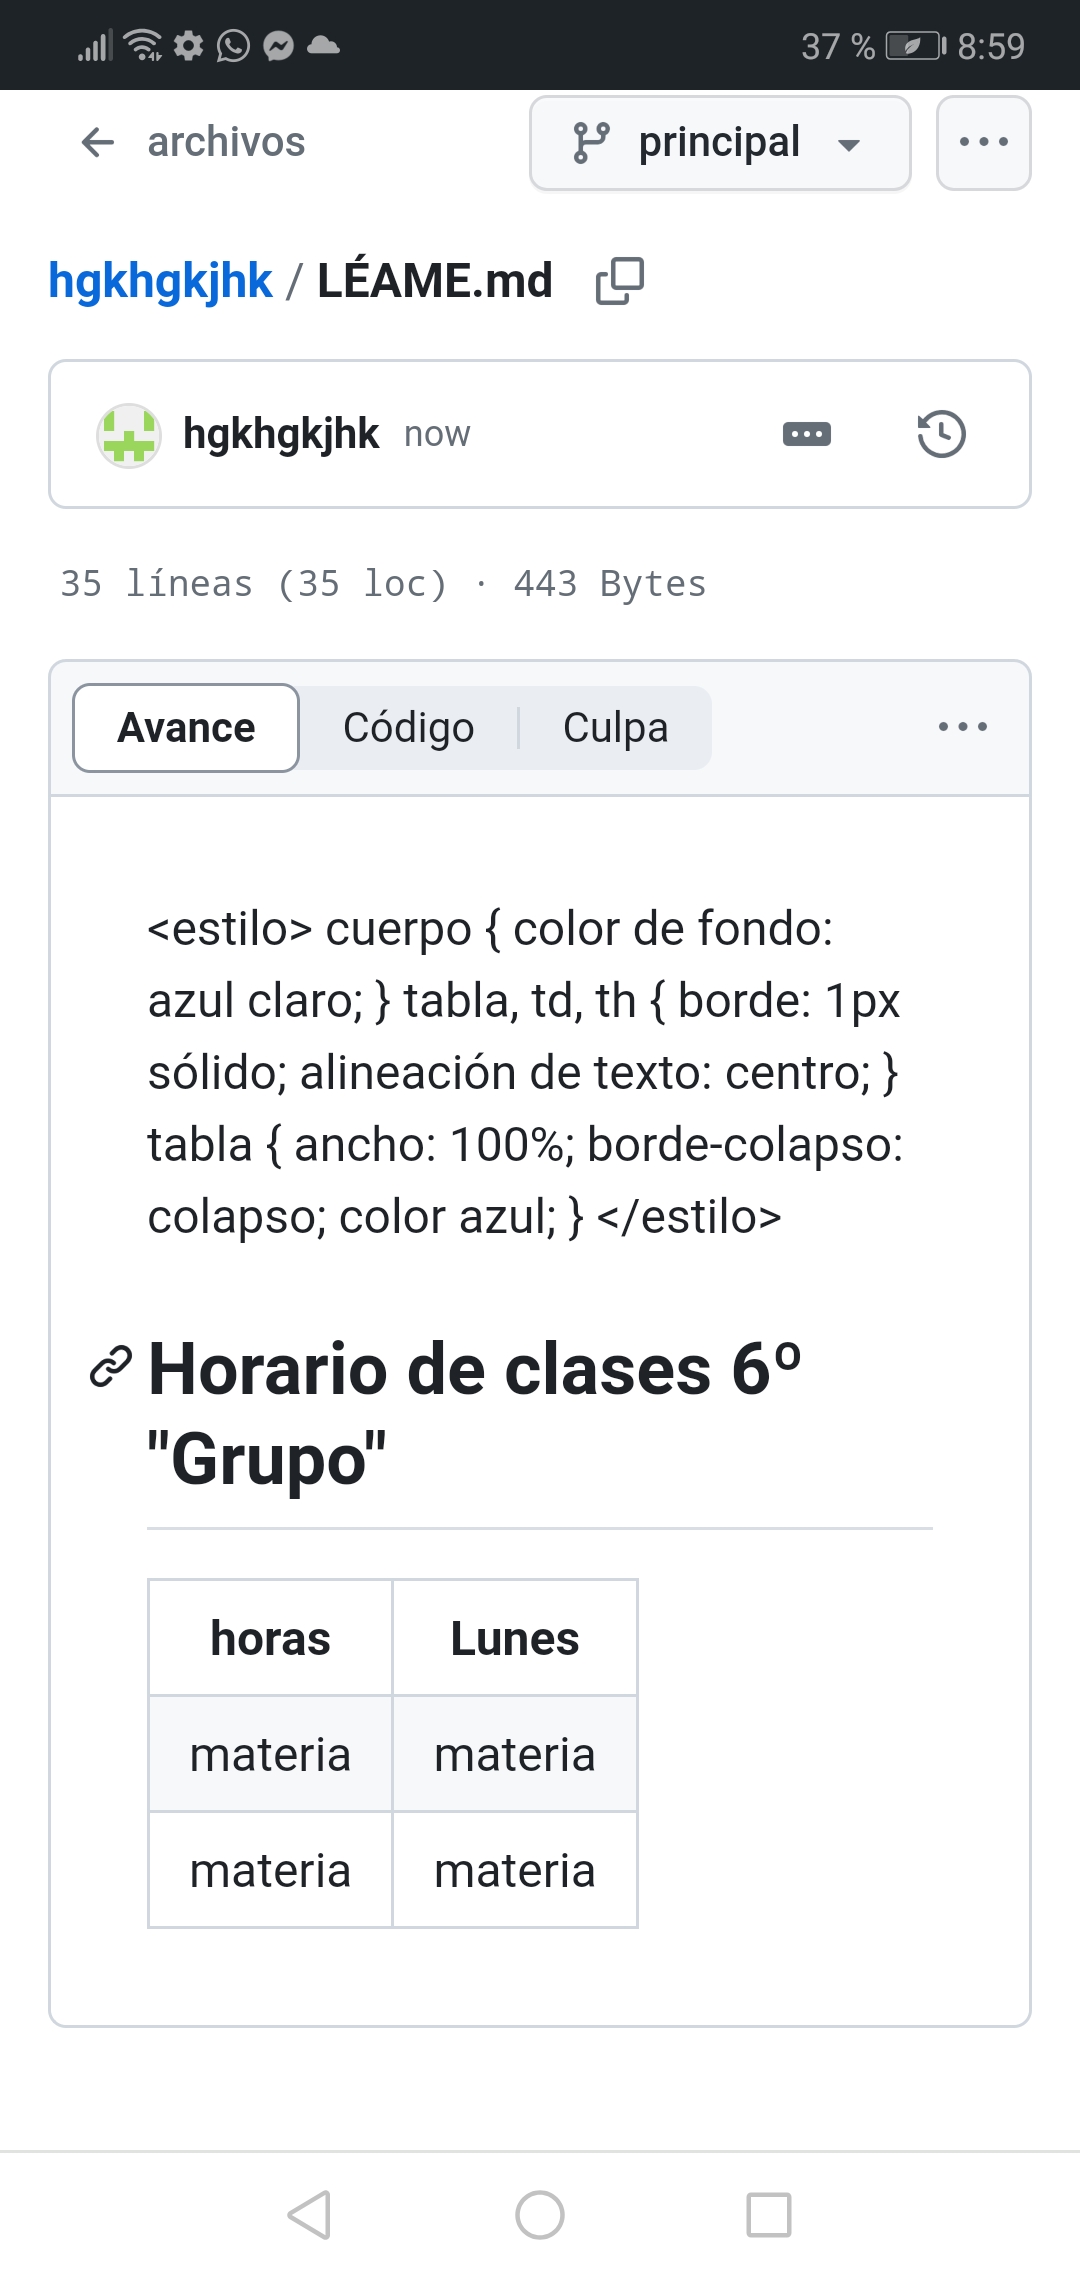 37 % 8:59
archivos principal
hgkhgkjhk / LÉAME.md
hgkhgkjhk now
35 líneas (35 loc) · 443 Bytes
Avance Código Culpa
<estilo> cuerpo { color de fondo:
azul claro; } tabla, td, th { borde: 1px
sólido; alineación de texto: centro; }
tabla { ancho: 100%; borde-colapso:
colapso; color azul; } </estilo>
Horario de clases 6º
"Grupo"
horas Lunes
materia materia
materia materia